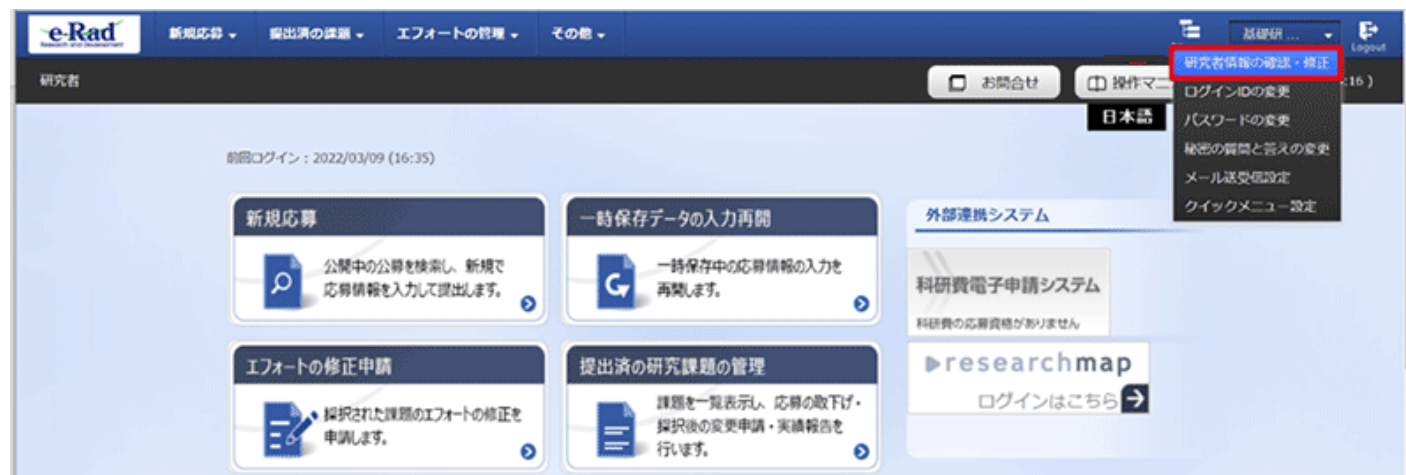 e-Rad
新規応募
提出済の課題
エフォートの管理
その他
基礎研 ...
Logout
研究者
お問合せ
操作マニ
:16 )
日本語
研究者情報の確認・修正
ログインIDの変更
パスワードの変更
秘密の質問と答えの変更
メール送受信設定
クイックメニュー設定
前回ログイン : 2022/03/09 (16:35)
新規応募
公開中の公募を検索し、新規で
応募情報を入力して提出します。
一時保存データの入力再開
一時保存中の応募情報の入力を
再開します。
外部連携システム
科研費電子申請システム
科研費の応募資格がありません
エフォートの修正申請
採択された課題のエフォートの修正を
申請します。
提出済の研究課題の管理
課題を一覧表示し、応募の取下げ・
採択後の変更申請・実績報告を
行います。
researchmap
ログインはこちら